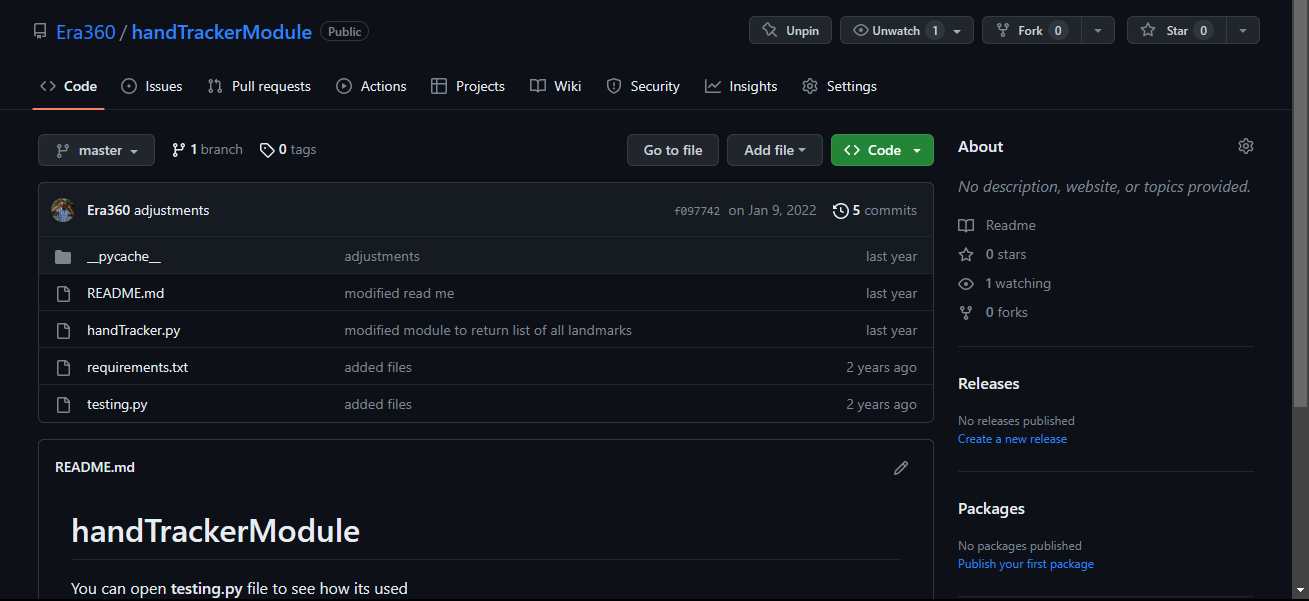 Era360 / handTrackerModule Public Unpin Unwatch 1 Fork 0 Star 0
Code Issues Pull requests Actions Projects Wiki Security Insights Settings
master 1 branch 0 tags Go to file Add file Code
Era360 adjustments f097742 on Jan 9, 2022 5 commits
__pycache__ adjustments last year
README.md modified read me last year
handTracker.py modified module to return list of all landmarks last year
requirements.txt added files 2 years ago
testing.py added files 2 years ago
README.md
handTrackerModule
You can open testing.py file to see how its used
About
No description, website, or topics provided.
Readme
0 stars
1 watching
0 forks
Releases
No releases published
Create a new release
Packages
No packages published
Publish your first package